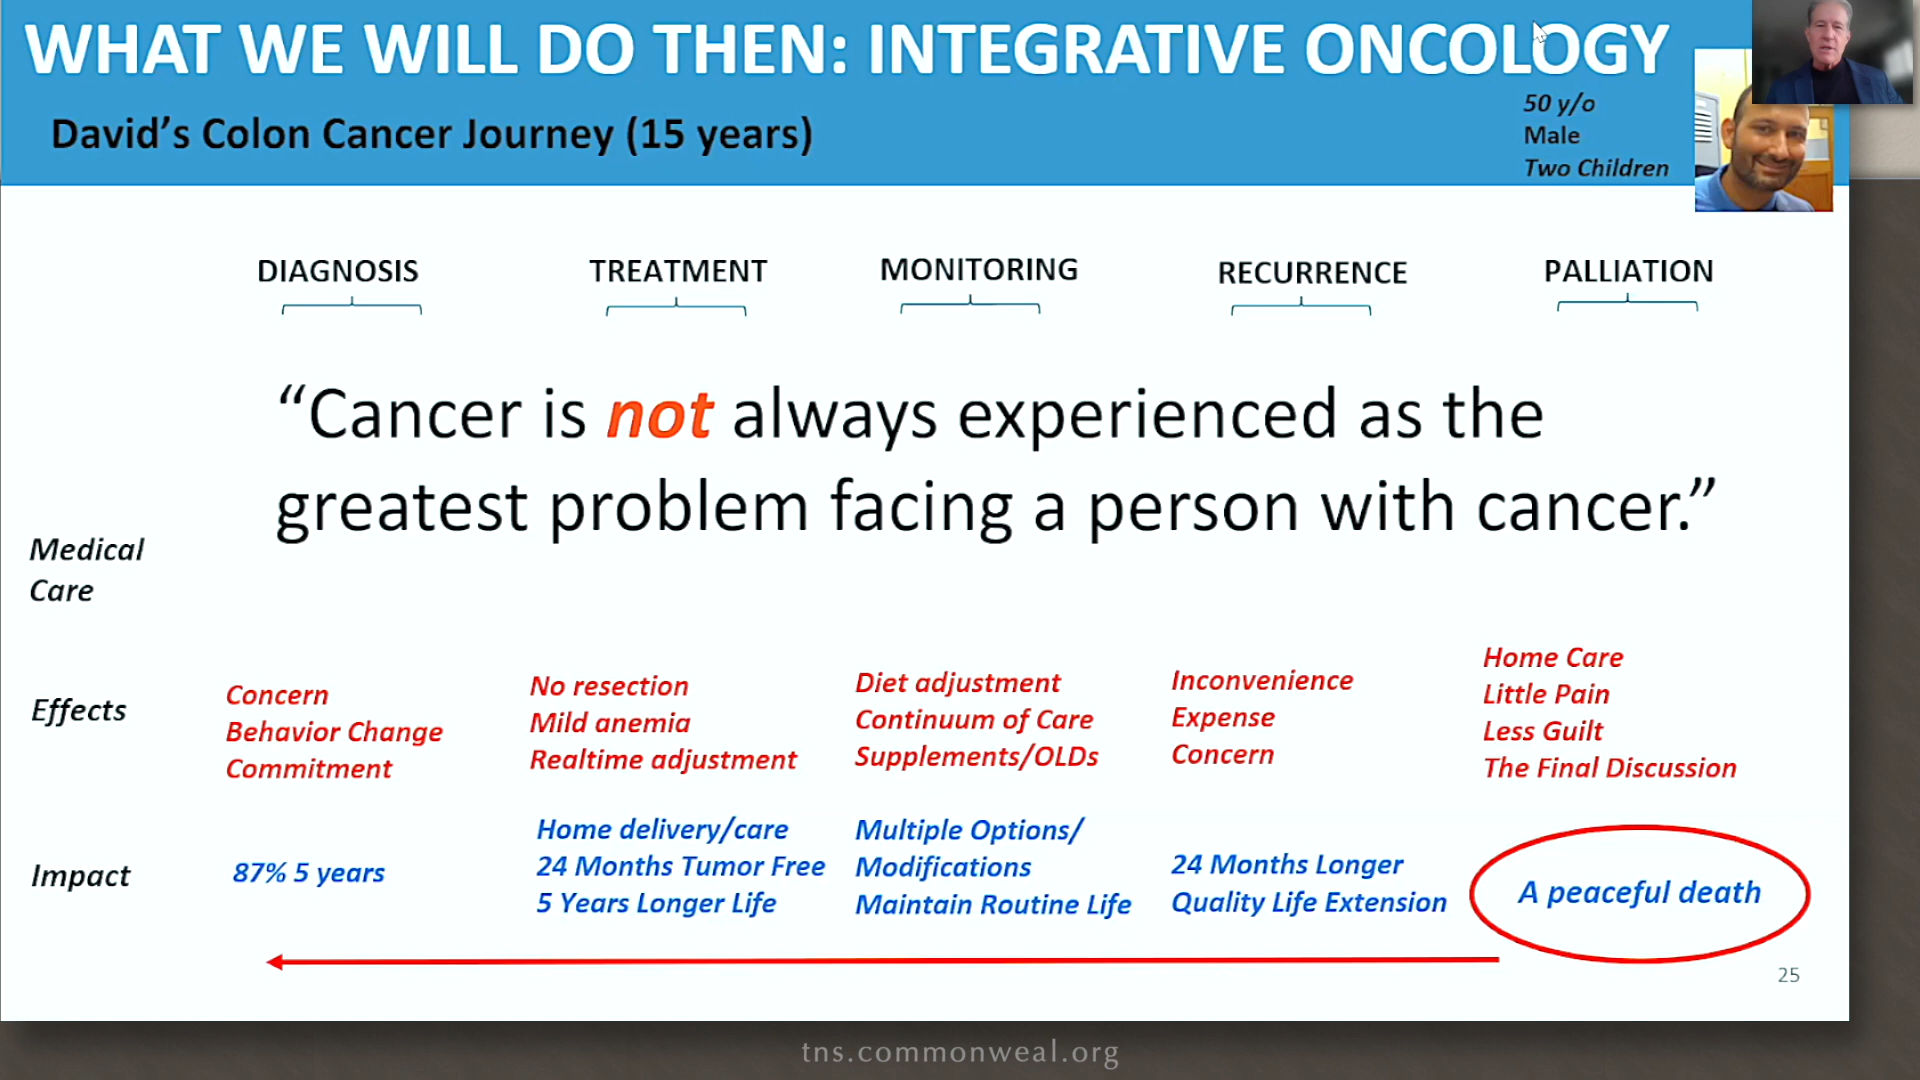 WHAT WE WILL DO THEN: INTEGRATIVE ONCOLOGY
David’s Colon Cancer Journey (15 years)
50 y/o
Male
Two Children
DIAGNOSIS
TREATMENT
MONITORING
RECURRENCE
PALLIATION
“Cancer is not always experienced as the
greatest problem facing a person with cancer.”
Medical
Care
Effects
Concern
Behavior Change
Commitment
No resection
Mild anemia
Realtime adjustment
Diet adjustment
Continuum of Care
Supplements/OLDs
Inconvenience
Expense
Concern
Home Care
Little Pain
Less Guilt
The Final Discussion
Impact
87% 5 years
Home delivery/care
24 Months Tumor Free
5 Years Longer Life
Multiple Options/
Modifications
Maintain Routine Life
24 Months Longer
Quality Life Extension
A peaceful death
25
tns.commonweal.org